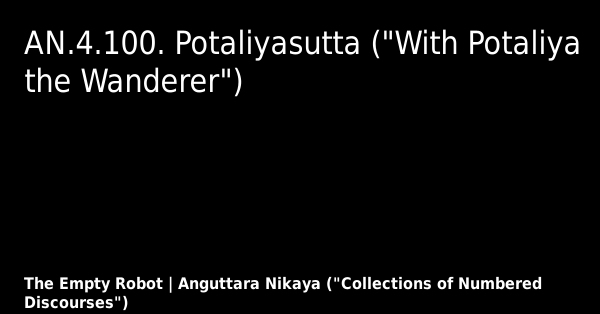 AN.4.100. Potaliyasutta ("With Potaliya
the Wanderer")
The Empty Robot | Anguttara Nikaya ("Collections of Numbered
Discourses")